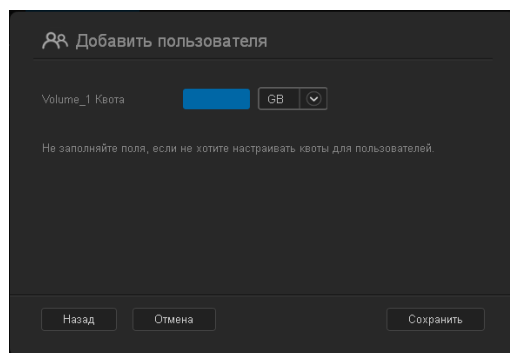 Добавить пользователя
Volume_1 Квота GB
Не заполняйте поля, если не хотите настраивать квоты для пользователей.
Назад Отмена Сохранить